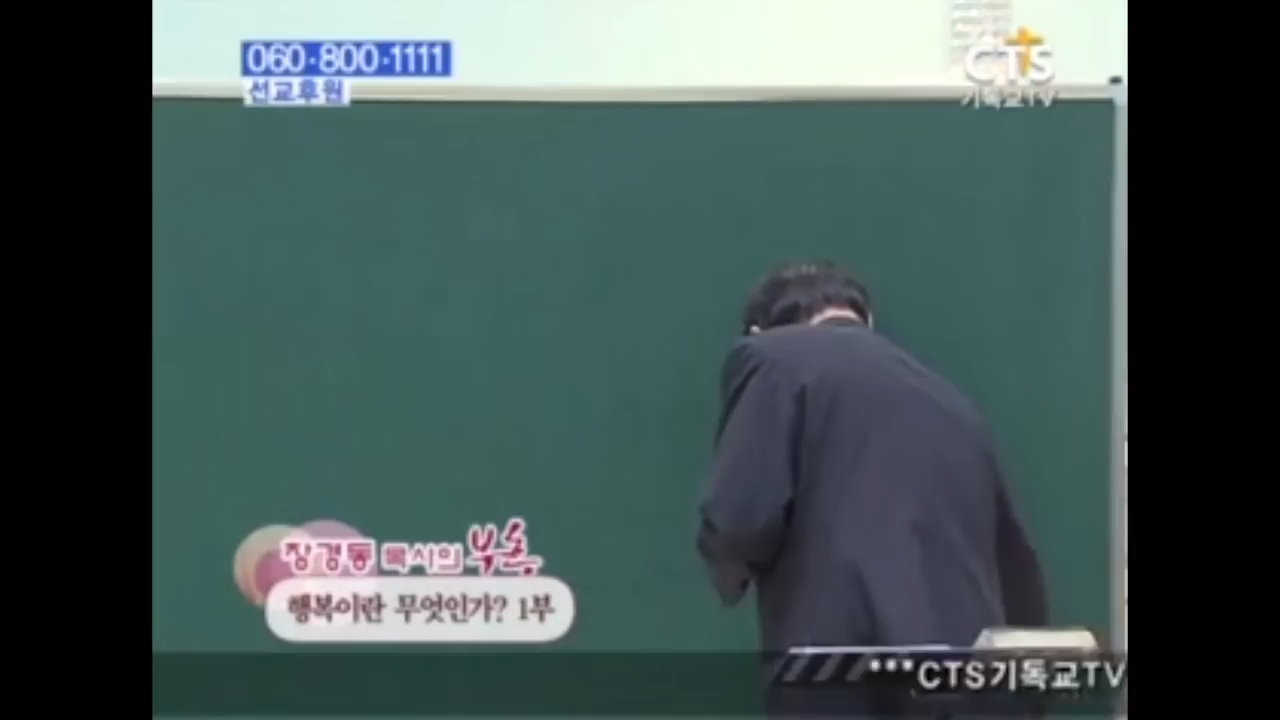 060·800·1111
선교후원
CTS
기독교TV
장경동 목사의 부흥
행복이란 무엇인가? 1부
***CTS기독교TV